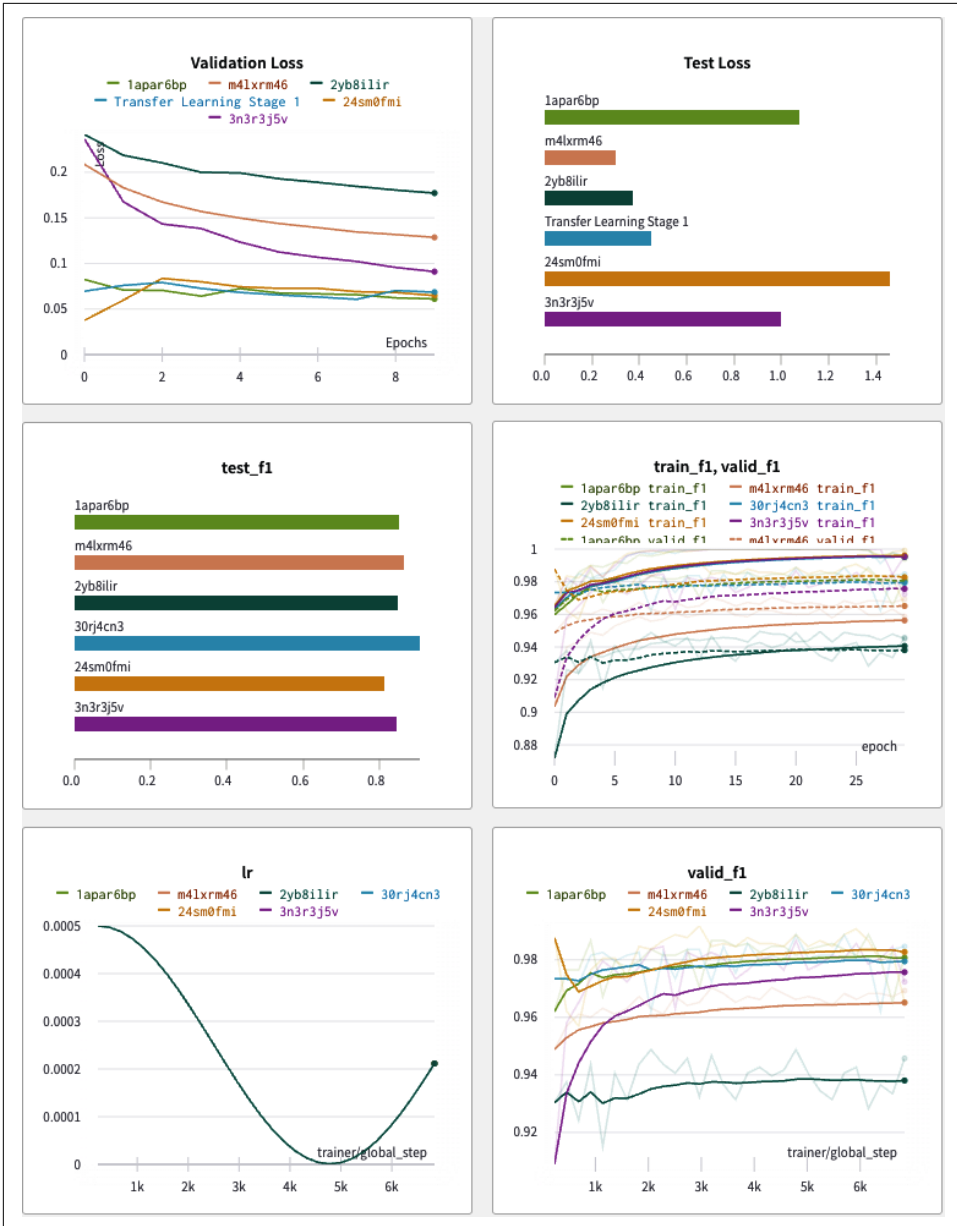 Validation Loss
1apar6bp m4lxrm46 2yb8ilir
Transfer Learning Stage 1 24sm0fmi
3n3r3j5v
Loss
0.2
0.15
0.1
0.05
0
Epochs
0 2 4 6 8
Test Loss
1apar6bp
m4lxrm46
2yb8ilir
Transfer Learning Stage 1
24sm0fmi
3n3r3j5v
0.0 0.2 0.4 0.6 0.8 1.0 1.2 1.4
test_f1
1apar6bp
m4lxrm46
2yb8ilir
30rj4cn3
24sm0fmi
3n3r3j5v
0.0 0.2 0.4 0.6 0.8
train_f1, valid_f1
1apar6bp train_f1 m4lxrm46 train_f1
2yb8ilir train_f1 30rj4cn3 train_f1
24sm0fmi train_f1 3n3r3j5v train_f1
1apar6bp valid_f1 m4lxrm46 valid_f1
1
0.98
0.96
0.94
0.92
0.9
0.88
epoch
0 5 10 15 20 25
lr
1apar6bp m4lxrm46 2yb8ilir 30rj4cn3
24sm0fmi 3n3r3j5v
0.0005
0.0004
0.0003
0.0002
0.0001
0
trainer/global_step
1k 2k 3k 4k 5k 6k
valid_f1
1apar6bp m4lxrm46 2yb8ilir 30rj4cn3
24sm0fmi 3n3r3j5v
0.98
0.96
0.94
0.92
trainer/global_step
1k 2k 3k 4k 5k 6k